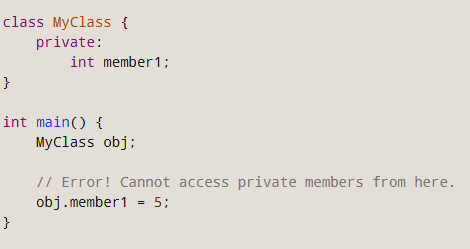 class MyClass {
    private:
        int member1;
}

int main() {
    MyClass obj;

    // Error! Cannot access private members from here.
    obj.member1 = 5;
}